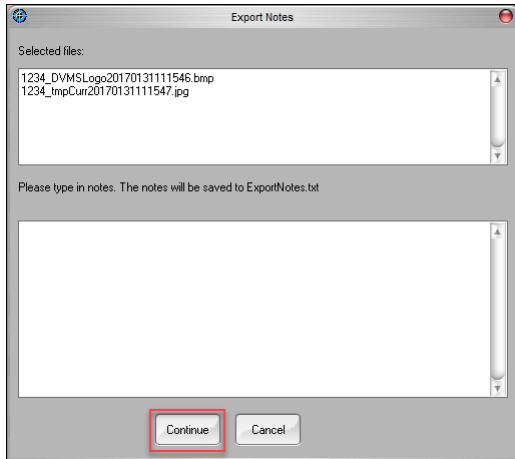 Export Notes
Selected files:
1234_DVMSLogo20170131111546.bmp
1234_tmpCurr20170131111547.jpg
Please type in notes. The notes will be saved to ExportNotes.txt
Continue
Cancel